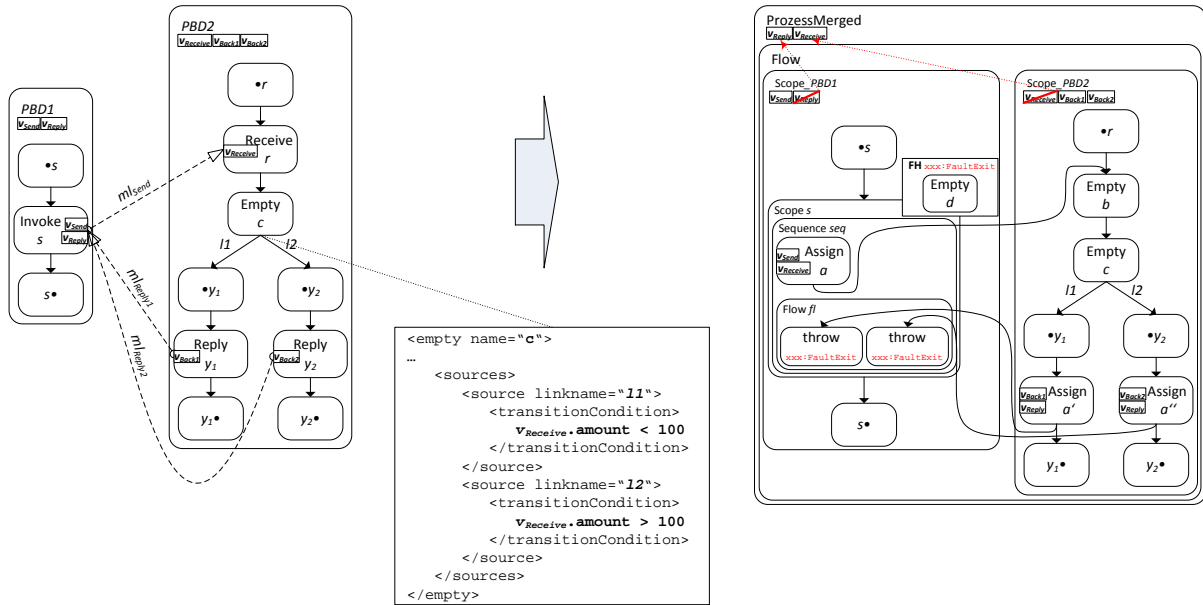 PBD1
vSend vReply
•s
Invoke
s
vSend
vReply
s•
mlSend
mlReply1
mlReply2
PBD2
vReceive vBack1 vBack2
•r
Receive
vReceive
r
Empty
c
l1
l2
•y1
•y2
Reply
vBack1
y1
Reply
vBack2
y2
y1•
y2•
<empty name="c">
…
<sources>
<source linkname="l1">
<transitionCondition>
vReceive.amount < 100
</transitionCondition>
</source>
<source linkname="l2">
<transitionCondition>
vReceive.amount > 100
</transitionCondition>
</source>
</sources>
</empty>
ProzessMerged
vReply vReceive
Flow
Scope_PBD1
vSend vReply
•s
FH xxx:FaultExit
Empty
d
Scope s
Sequence seq
vSend
vReceive
Assign
a
Flow fl
throw
xxx:FaultExit
throw
xxx:FaultExit
s•
Scope_PBD2
vReceive vBack1 vBack2
•r
Empty
b
Empty
c
l1
l2
•y1
•y2
vBack1
vReply
Assign
a‘
vBack2
vReply
Assign
a‘‘
y1•
y2•